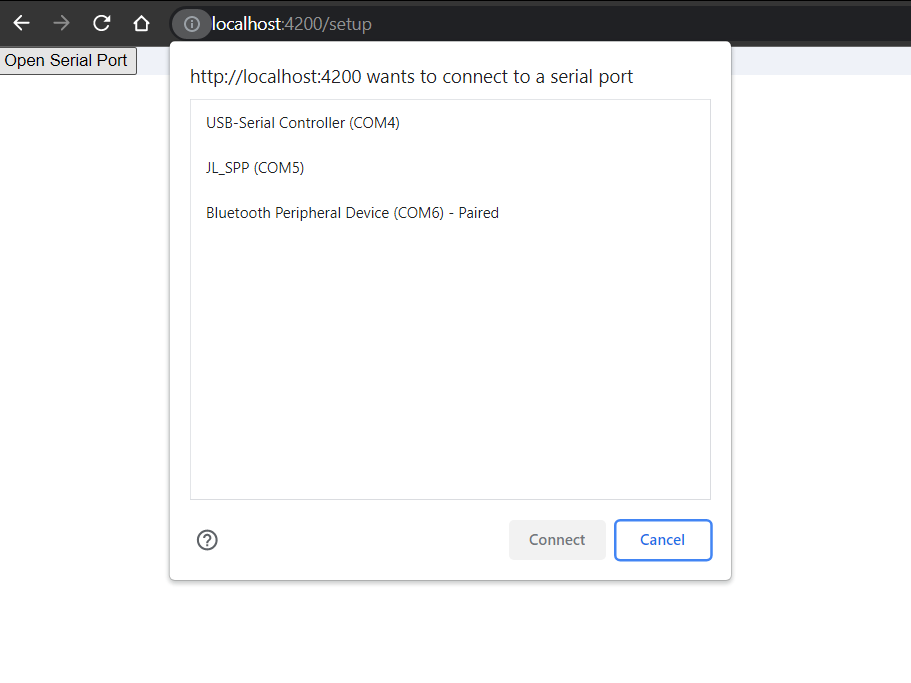 localhost:4200/setup
Open Serial Port
http://localhost:4200 wants to connect to a serial port
USB-Serial Controller (COM4)
JL_SPP (COM5)
Bluetooth Peripheral Device (COM6) - Paired
Connect Cancel